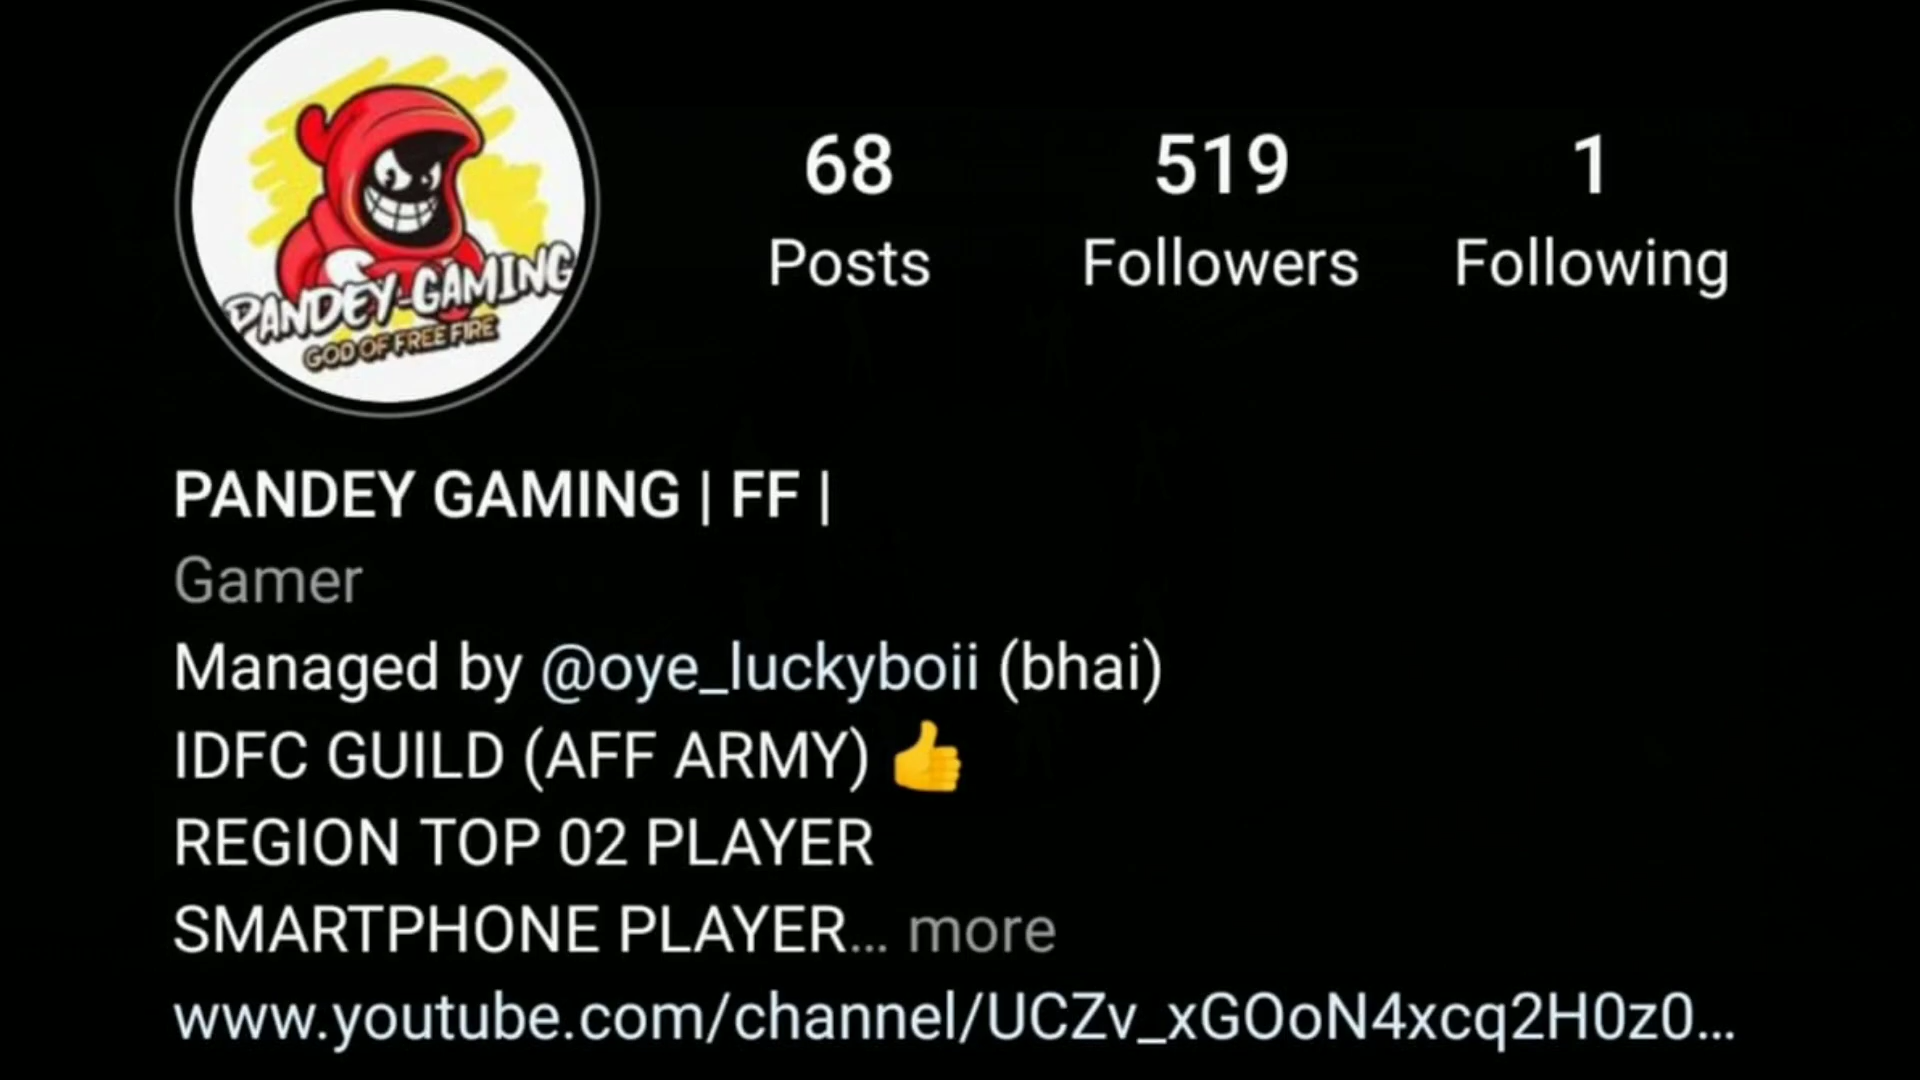 PANDEY-GAMING
GOD OF FREE FIRE
68 519 1
Posts Followers Following
PANDEY GAMING | FF |
Gamer
Managed by @oye_luckyboii (bhai)
IDFC GUILD (AFF ARMY) 👍
REGION TOP 02 PLAYER
SMARTPHONE PLAYER... more
www.youtube.com/channel/UCZv_xGOoN4xcq2H0z0...